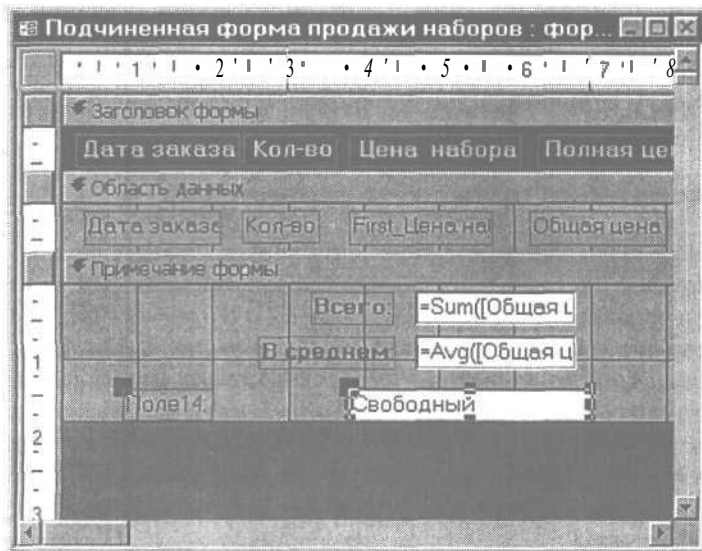 Подчиненная форма продажи наборов : фор...
1 2 3 4 5 6 7 8
Заголовок формы
Дата заказа Кол-во Цена набора Полная це
Область данных
Дата заказа Кол-во First_Цена наб Общая цена
Примечание формы
Всего: =Sum([Общая ц
В среднем: =Avg([Общая ц
1
Поле14: Свободный
2
3